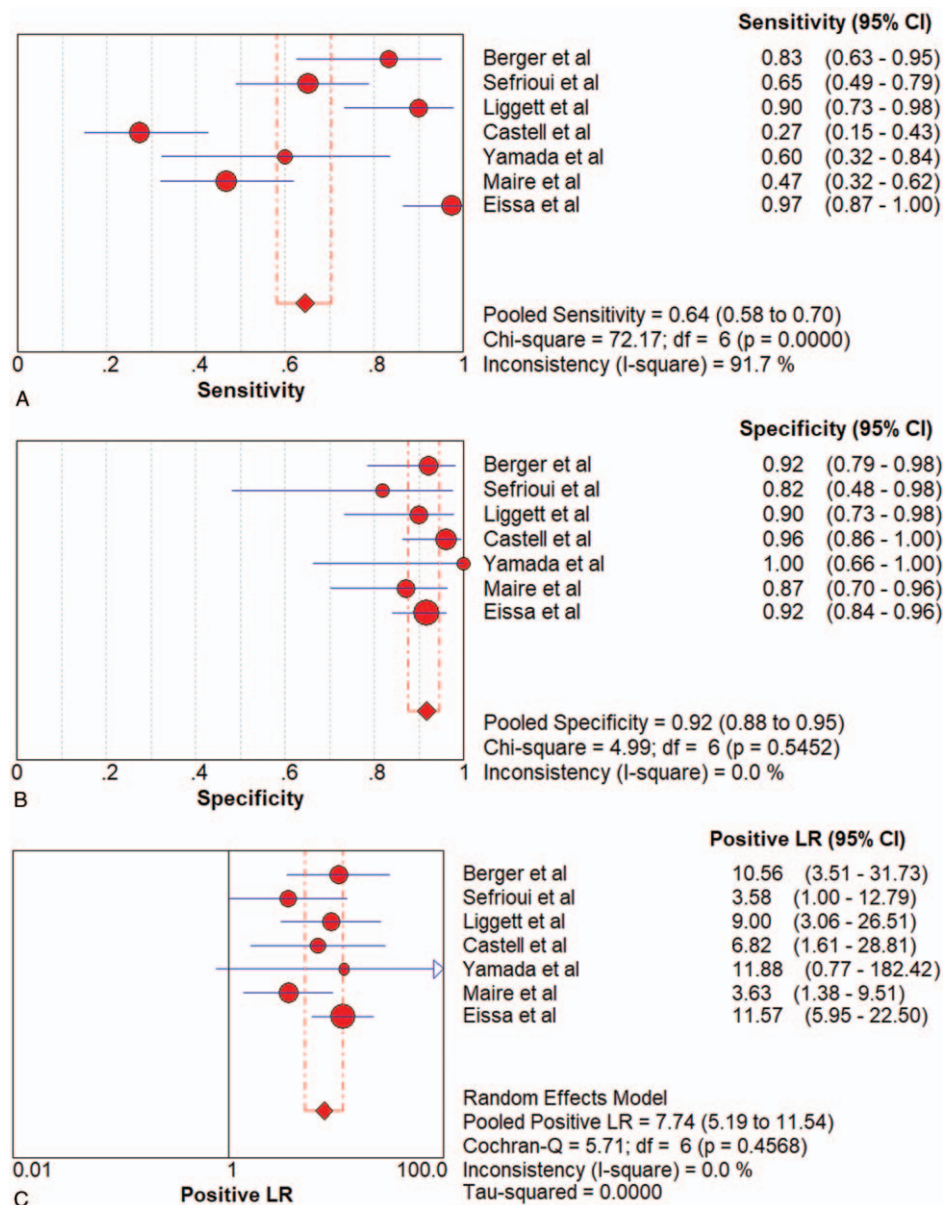 Sensitivity (95% CI)
Berger et al 0.83 (0.63 - 0.95)
Sefrioui et al 0.65 (0.49 - 0.79)
Liggett et al 0.90 (0.73 - 0.98)
Castell et al 0.27 (0.15 - 0.43)
Yamada et al 0.60 (0.32 - 0.84)
Maire et al 0.47 (0.32 - 0.62)
Eissa et al 0.97 (0.87 - 1.00)
Pooled Sensitivity = 0.64 (0.58 to 0.70)
Chi-square = 72.17; df = 6 (p = 0.0000)
Inconsistency (I-square) = 91.7 %
0 .2 .4 .6 .8 1
Sensitivity
A
Specificity (95% CI)
Berger et al 0.92 (0.79 - 0.98)
Sefrioui et al 0.82 (0.48 - 0.98)
Liggett et al 0.90 (0.73 - 0.98)
Castell et al 0.96 (0.86 - 1.00)
Yamada et al 1.00 (0.66 - 1.00)
Maire et al 0.87 (0.70 - 0.96)
Eissa et al 0.92 (0.84 - 0.96)
Pooled Specificity = 0.92 (0.88 to 0.95)
Chi-square = 4.99; df = 6 (p = 0.5452)
Inconsistency (I-square) = 0.0 %
0 .2 .4 .6 .8 1
Specificity
B
Positive LR (95% CI)
Berger et al 10.56 (3.51 - 31.73)
Sefrioui et al 3.58 (1.00 - 12.79)
Liggett et al 9.00 (3.06 - 26.51)
Castell et al 6.82 (1.61 - 28.81)
Yamada et al 11.88 (0.77 - 182.42)
Maire et al 3.63 (1.38 - 9.51)
Eissa et al 11.57 (5.95 - 22.50)
Random Effects Model
Pooled Positive LR = 7.74 (5.19 to 11.54)
Cochran-Q = 5.71; df = 6 (p = 0.4568)
Inconsistency (I-square) = 0.0 %
Tau-squared = 0.0000
0.01 1 100.0
Positive LR
C